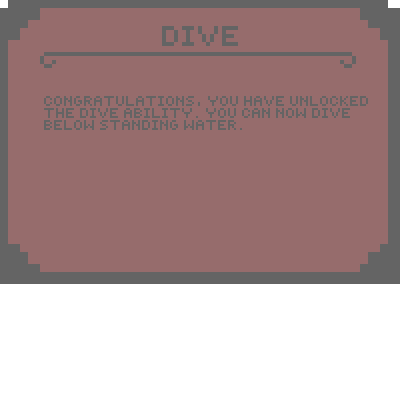 DIVE
CONGRATULATIONS. YOU HAVE UNLOCKED
THE DIVE ABILITY. YOU CAN NOW DIVE
BELOW STANDING WATER.